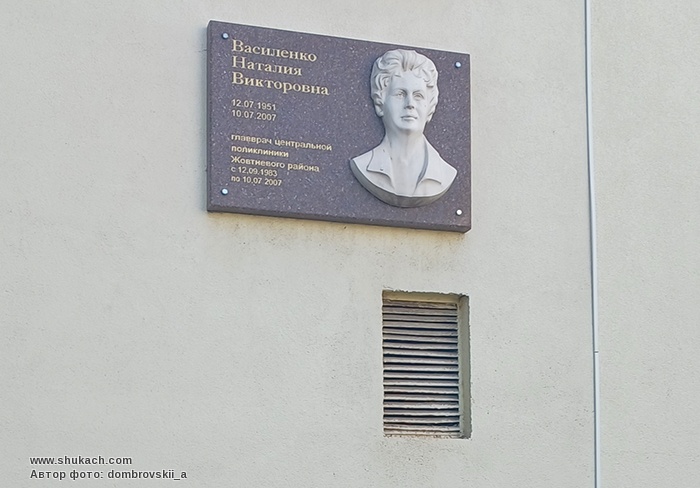 Василенко
Наталия
Викторовна
12.07.1951
10.07.2007
главврач центральной
поликлиники
Жовтневого района
с 12.09.1983
по 10.07.2007
www.shukach.com
Автор фото: dombrovskii_a